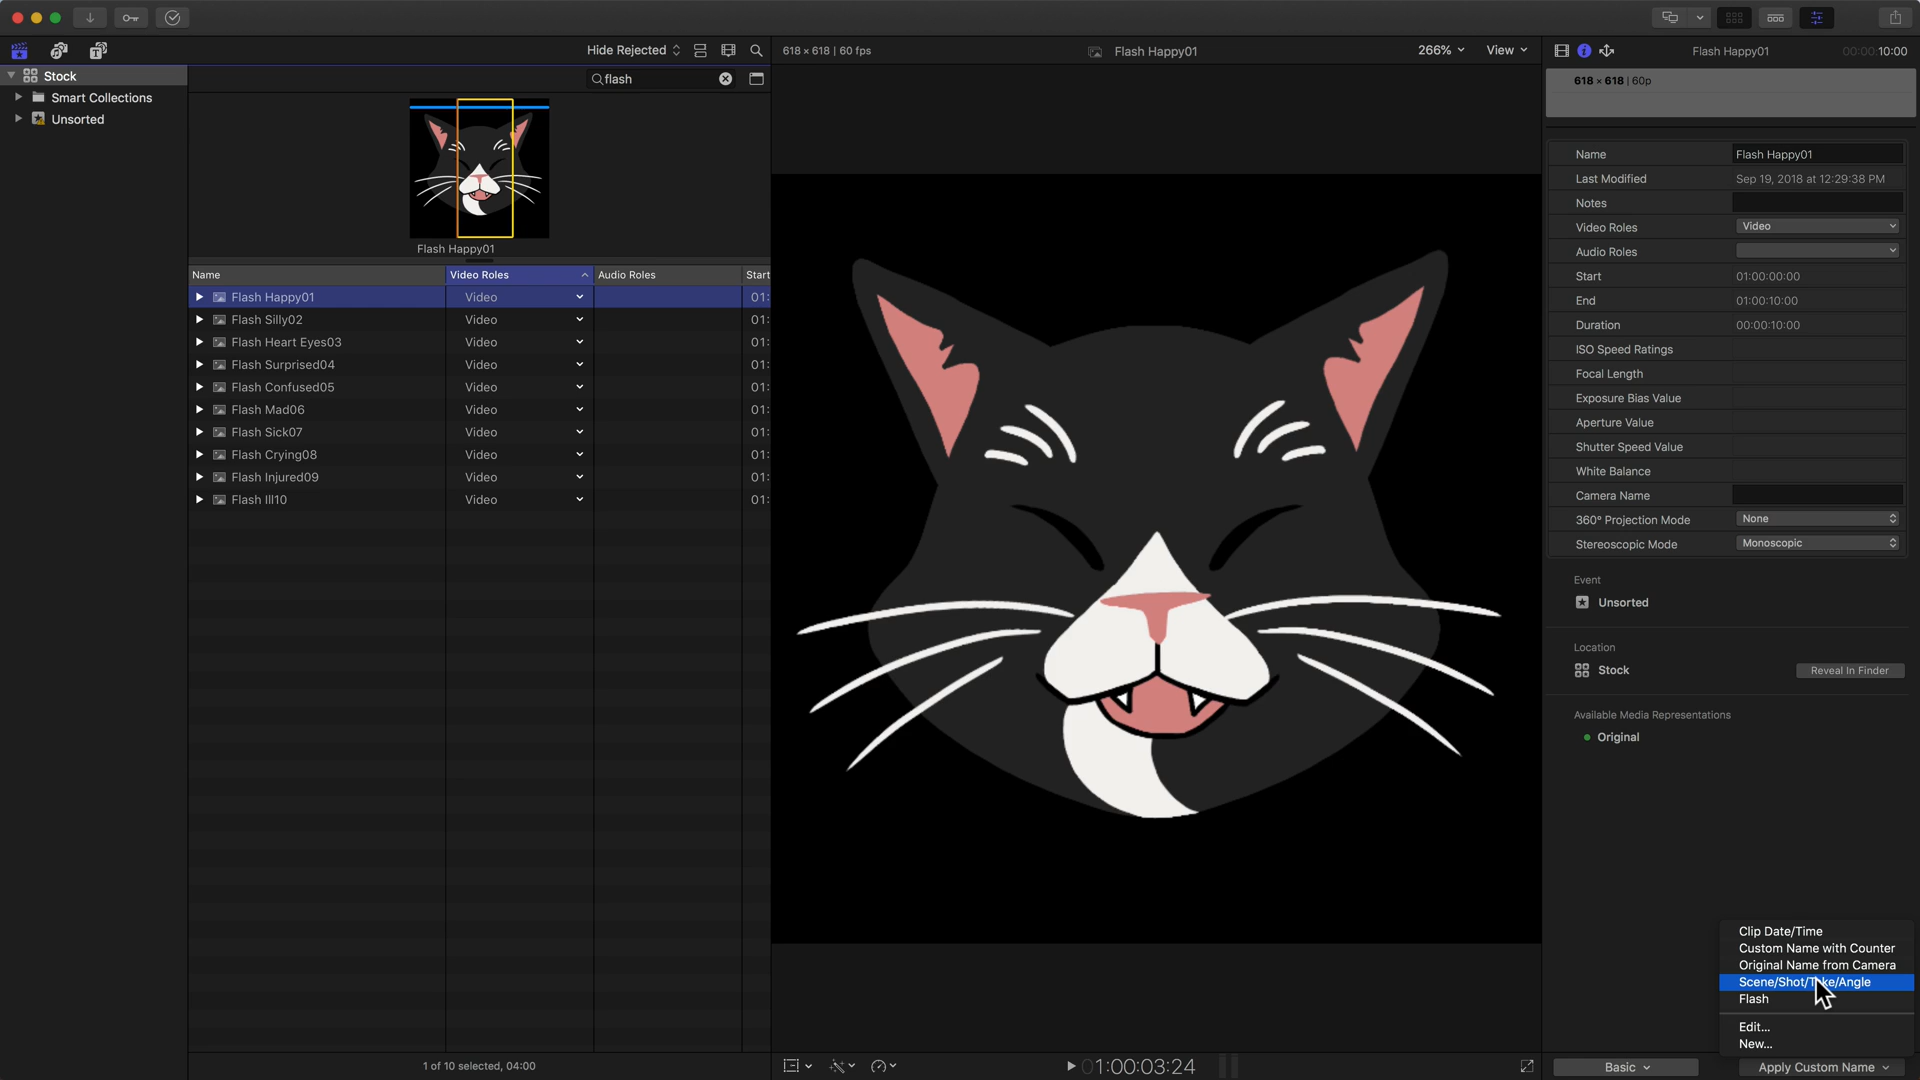 Hide Rejected
618 × 618 | 60 fps
Flash Happy01
266%
View
Flash Happy01
00:00:10:00
Stock
flash
618 × 618 | 60p
Smart Collections
Unsorted
Flash Happy01
Name
Video Roles
Audio Roles
Start
Flash Happy01 Video 01:
Flash Silly02 Video 01:
Flash Heart Eyes03 Video 01:
Flash Surprised04 Video 01:
Flash Confused05 Video 01:
Flash Mad06 Video 01:
Flash Sick07 Video 01:
Flash Crying08 Video 01:
Flash Injured09 Video 01:
Flash Ill10 Video 01:
1 of 10 selected, 04:00
01:00:03:24
Name Flash Happy01
Last Modified Sep 19, 2018 at 12:29:38 PM
Notes
Video Roles Video
Audio Roles
Start 01:00:00:00
End 01:00:10:00
Duration 00:00:10:00
ISO Speed Ratings
Focal Length
Exposure Bias Value
Aperture Value
Shutter Speed Value
White Balance
Camera Name
360° Projection Mode None
Stereoscopic Mode Monoscopic
Event
Unsorted
Location
Stock
Reveal In Finder
Available Media Representations
Original
Clip Date/Time
Custom Name with Counter
Original Name from Camera
Scene/Shot/Take/Angle
Flash
Edit...
New...
Basic
Apply Custom Name